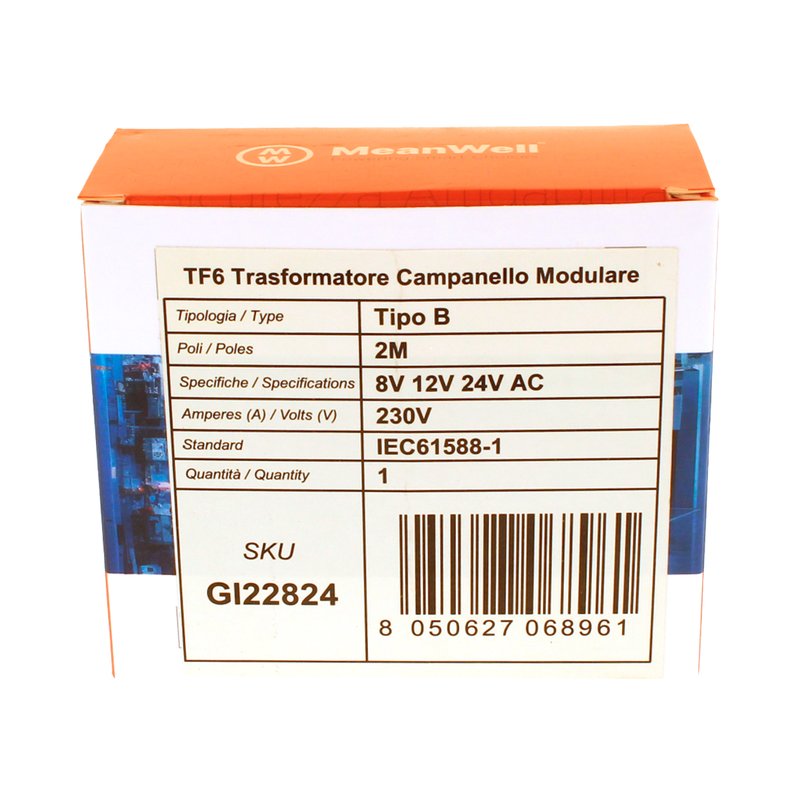 MW MeanWell
TF6 Trasformatore Campanello Modulare
Tipologia / Type Tipo B
Poli / Poles 2M
Specifiche / Specifications 8V 12V 24V AC
Amperes (A) / Volts (V) 230V
Standard IEC61588-1
Quantità / Quantity 1
SKU
GI22824
8 050627 068961